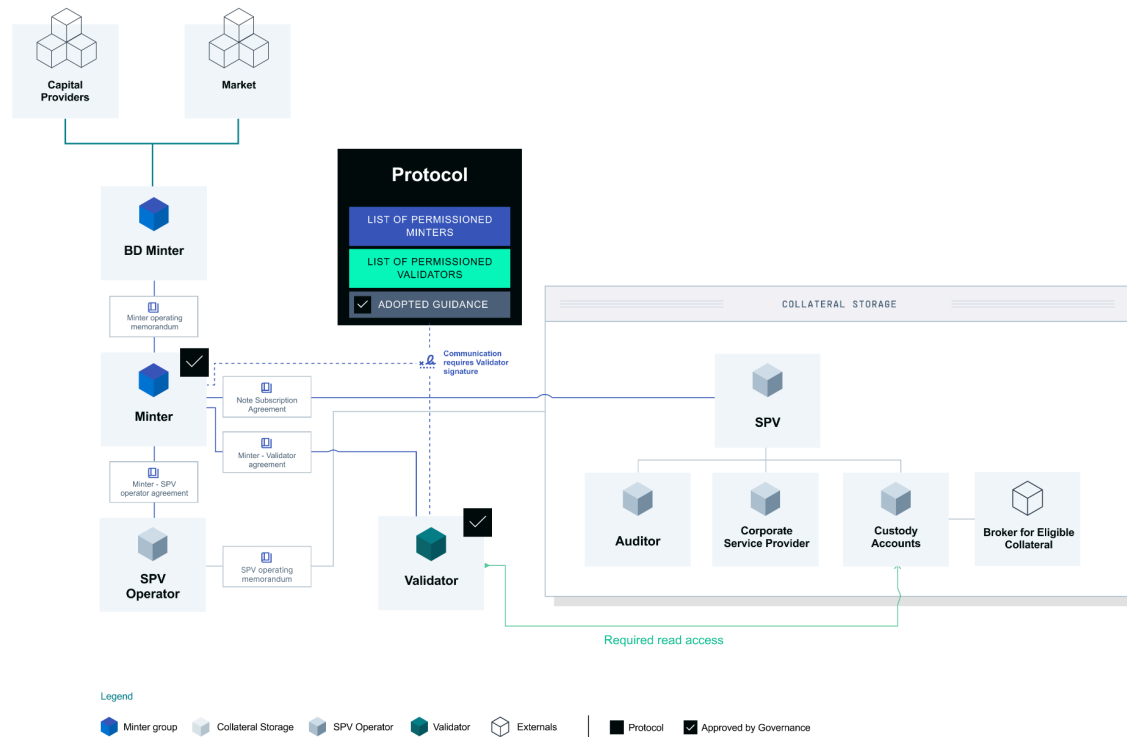 Capital
Providers
Market
Protocol
LIST OF PERMISSIONED
MINTERS
LIST OF PERMISSIONED
VALIDATORS
ADOPTED GUIDANCE
BD Minter
Minter operating
memorandum
COLLATERAL STORAGE
Communication
requires Validator
signature
Minter
Note Subscription
Agreement
SPV
Minter - Validator
agreement
Minter - SPV
operator agreement
Auditor
Corporate
Service Provider
Custody
Accounts
Broker for Eligible
Collateral
SPV
Operator
SPV operating
memorandum
Validator
Required read access
Legend
Minter group
Collateral Storage
SPV Operator
Validator
Externals
Protocol
Approved by Governance